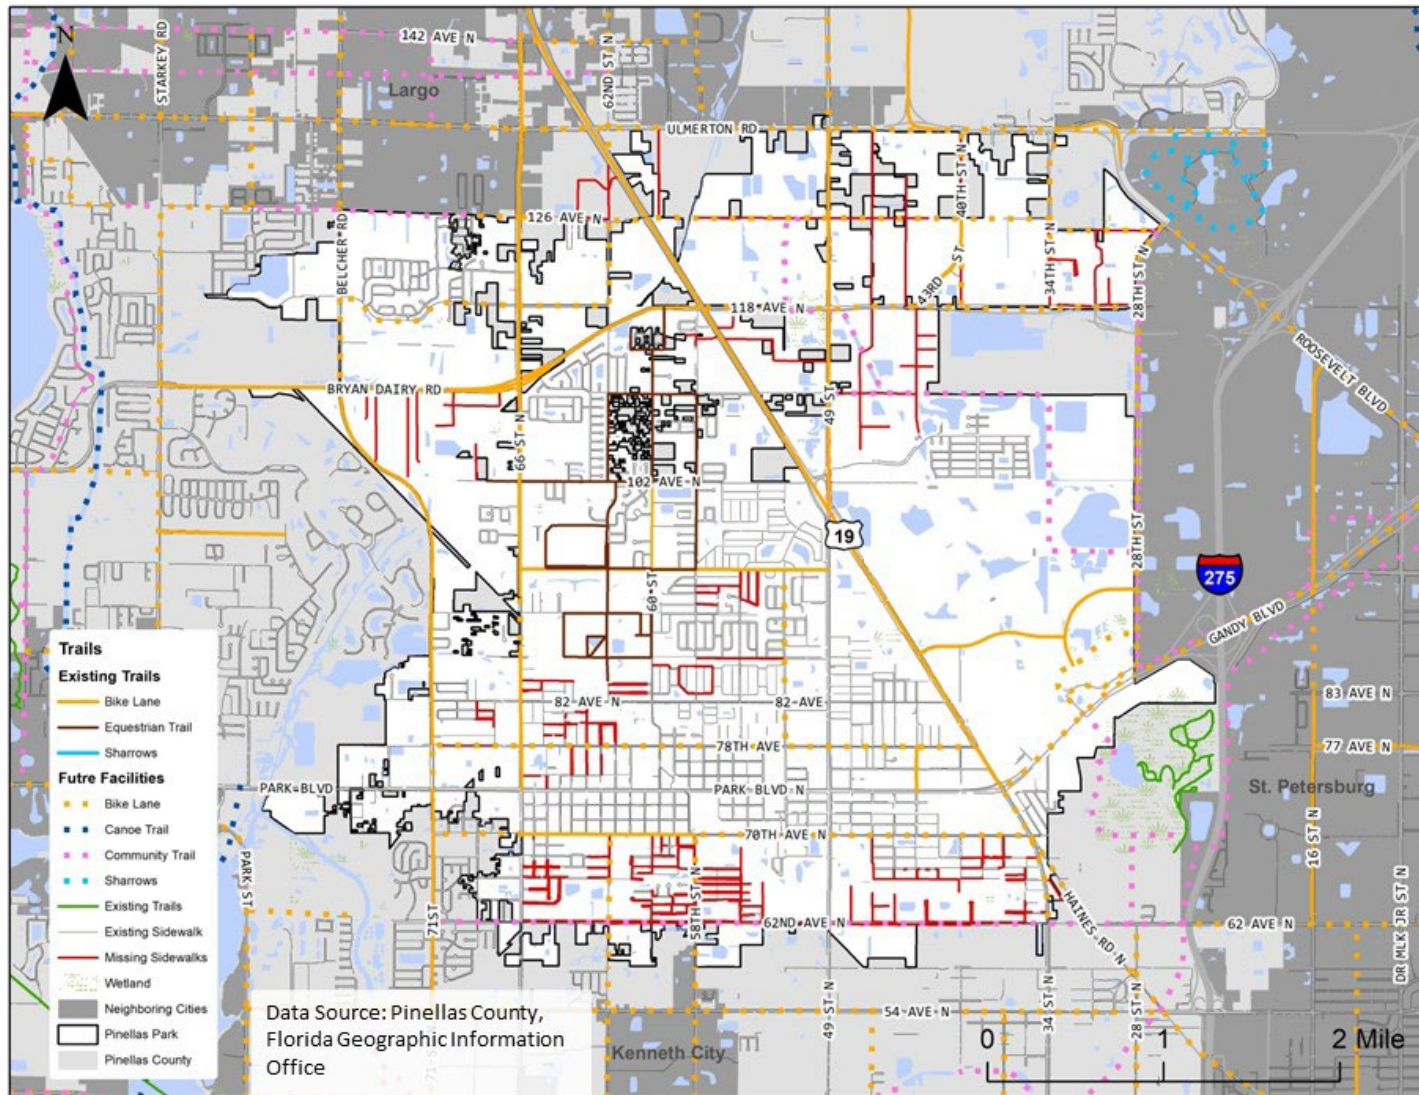 142 AVE N
62ND ST N
STARKEY RD
N
Largo
ULMERTON RD
40TH ST N
BELCHER RD
126 AVE N
34TH ST N
28TH ST N
43RD ST
118 AVE N
ROOSEVELT BLVD
BRYAN DAIRY RD
49 ST
66 ST N
102 AVE N
19
28TH ST
275
60 ST
GANDY BLVD
82 AVE N
82 AVE
83 AVE N
78TH AVE
77 AVE N
PARK BLVD
PARK BLVD N
St. Petersburg
70TH AVE N
16 ST N
PARK ST
71ST
58TH ST N
62ND AVE N
HAINES RD N
62 AVE N
DR MLK JR ST N
49 ST N
34 ST N
28 ST N
54 AVE N
Kenneth City
Trails
Existing Trails
Bike Lane
Equestrian Trail
Sharrows
Futre Facilities
Bike Lane
Canoe Trail
Community Trail
Sharrows
Existing Trails
Existing Sidewalk
Missing Sidewalks
Wetland
Neighboring Cities
Pinellas Park
Pinellas County
Data Source: Pinellas County,
Florida Geographic Information
Office
0 1 2 Mile